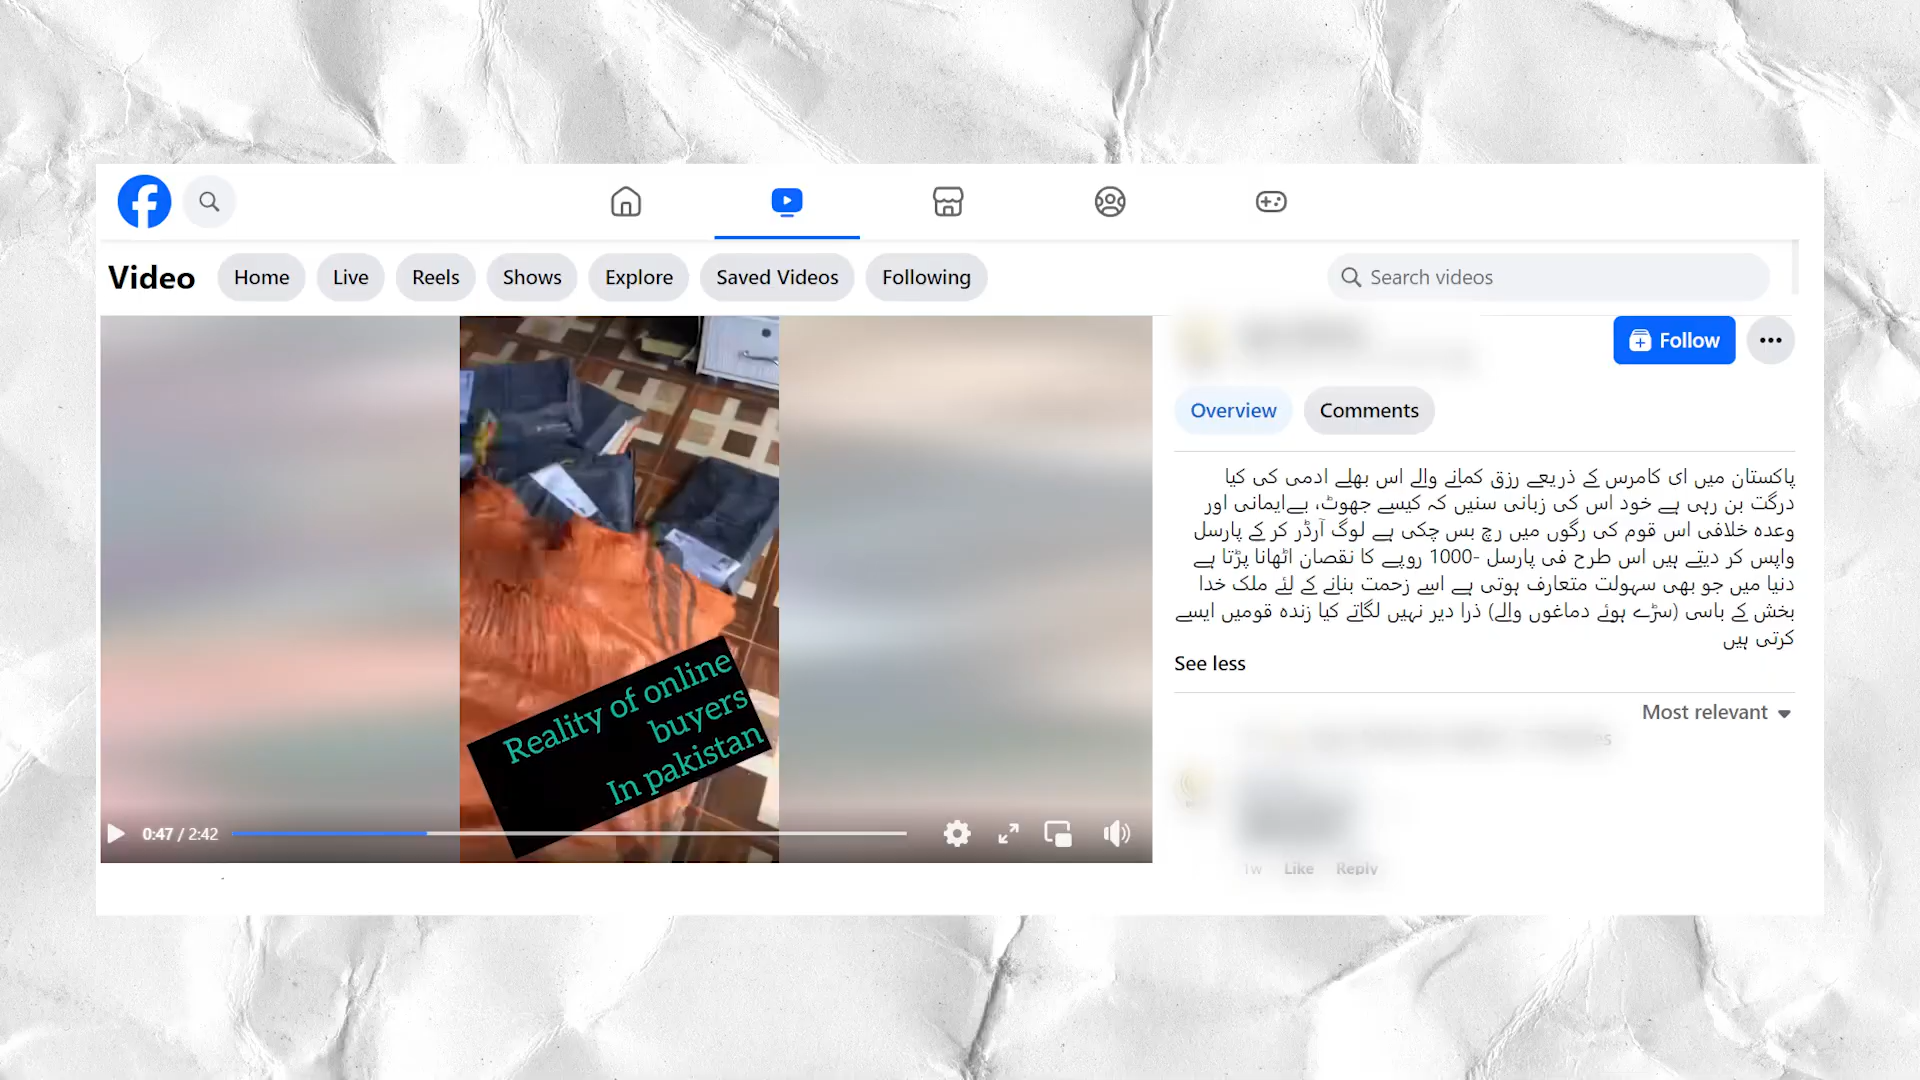 Video
Home
Live
Reels
Shows
Explore
Saved Videos
Following
Search videos
Reality of online
buyers
In pakistan
0:47 / 2:42
Follow
Overview
Comments
پاکستان میں ای کامرس کے ذریعے رزق کمانے والے اس بھلے ادمی کی کیا
درگت بن رہی ہے خود اس کی زبانی سنیں کہ کیسے جھوٹ، بےایمانی اور
وعدہ خلافی اس قوم کی رگوں میں رچ بس چکی ہے لوگ آرڈر کر کے پارسل
واپس کر دیتے ہیں اس طرح فی پارسل -1000 روپے کا نقصان اٹھانا پڑتا ہے
دنیا میں جو بھی سہولت متعارف ہوتی ہے اسے زحمت بنانے کے لئے ملک خدا
بخش کے باسی (سڑے ہوئے دماغوں والے) ذرا دیر نہیں لگاتے کیا زندہ قومیں ایسے
کرتی ہیں
See less
Most relevant
1w Like Reply